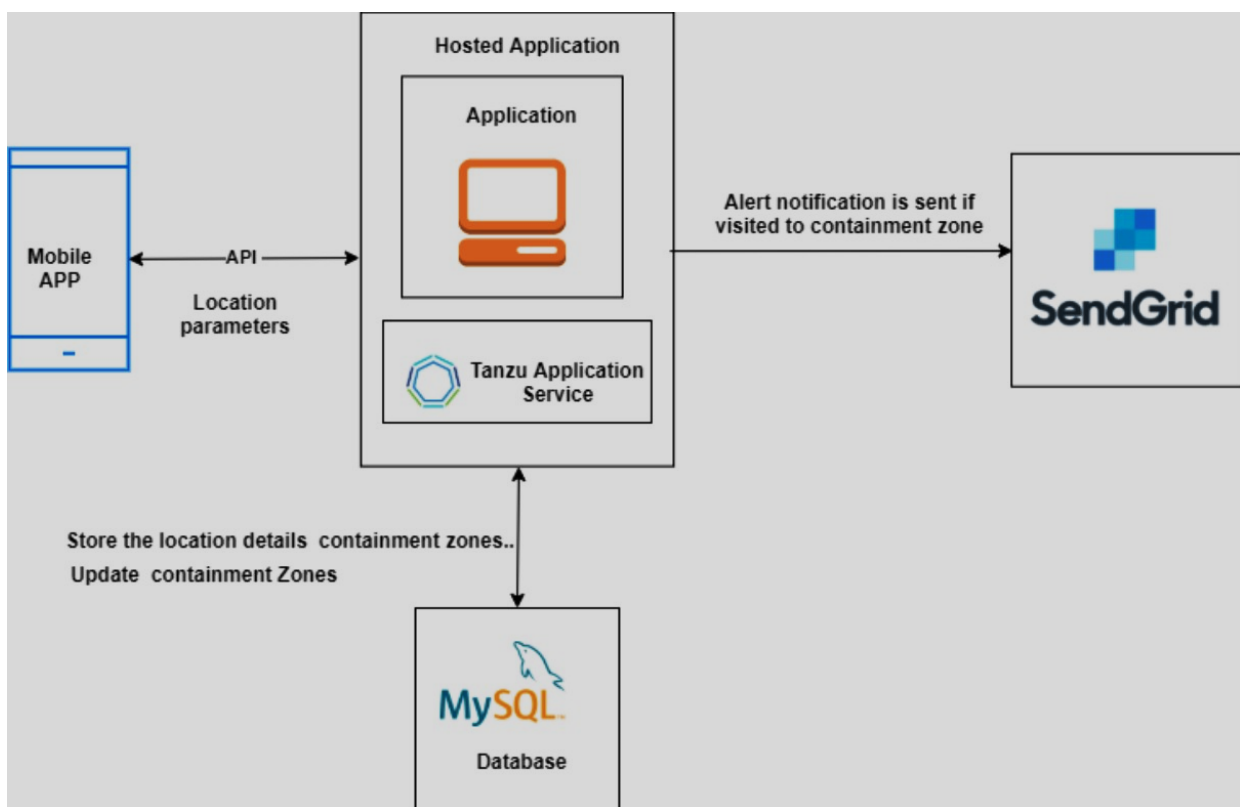 Hosted Application
Application
Mobile
APP
API
Location
parameters
Tanzu Application
Service
Alert notification is sent if
visited to containment zone
SendGrid
Store the location details  containment zones..
Update  containment Zones
MySQL
Database